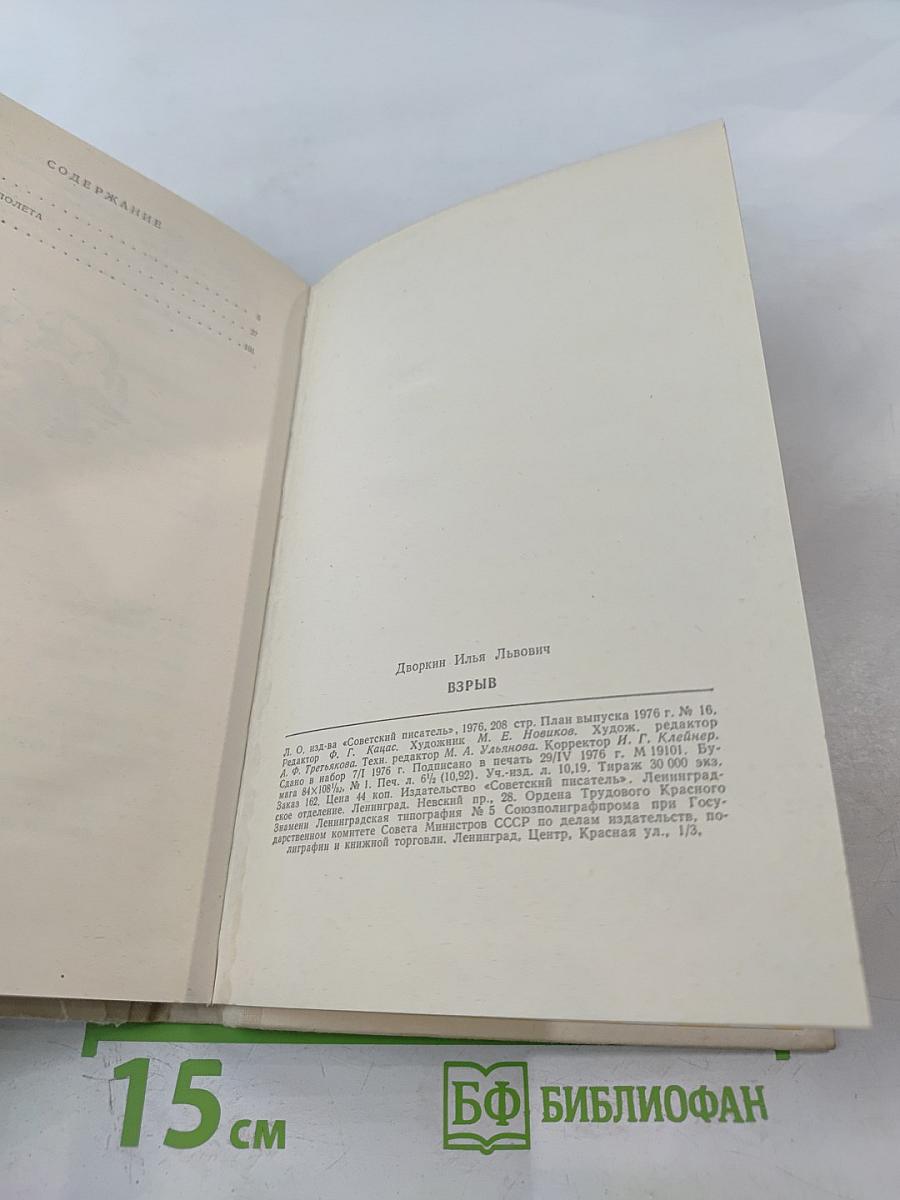 СОДЕРЖАНИЕ
ПОЛЕТА
27
181
Дворкин Илья Львович
ВЗРЫВ
Л. О. изд-ва «Советский писатель», 1976, 208 стр. План выпуска 1976 г. № 16.
Редактор Ф. Г. Кацас. Художник М. Е. Новиков. Худож. редактор
А. Ф. Третьякова. Техн. редактор М. А. Ульянова. Корректор И. Г. Клейнер.
Сдано в набор 7/I 1976 г. Подписано в печать 29/IV 1976 г. М 19101. Бу-
мага 84×108¹/₃₂, № 1. Печ. л. 6½ (10,92). Уч.-изд. л. 10,19. Тираж 30 000 экз.
Заказ 162. Цена 44 коп. Издательство «Советский писатель». Ленинград-
ское отделение. Ленинград. Невский пр., 28. Ордена Трудового Красного
Знамени Ленинградская типография № 5 Союзполиграфпрома при Госу-
дарственном комитете Совета Министров СССР по делам издательств, по-
лиграфии и книжной торговли. Ленинград, Центр, Красная ул., 1/3.
15 см
БФ БИБЛИОФАН